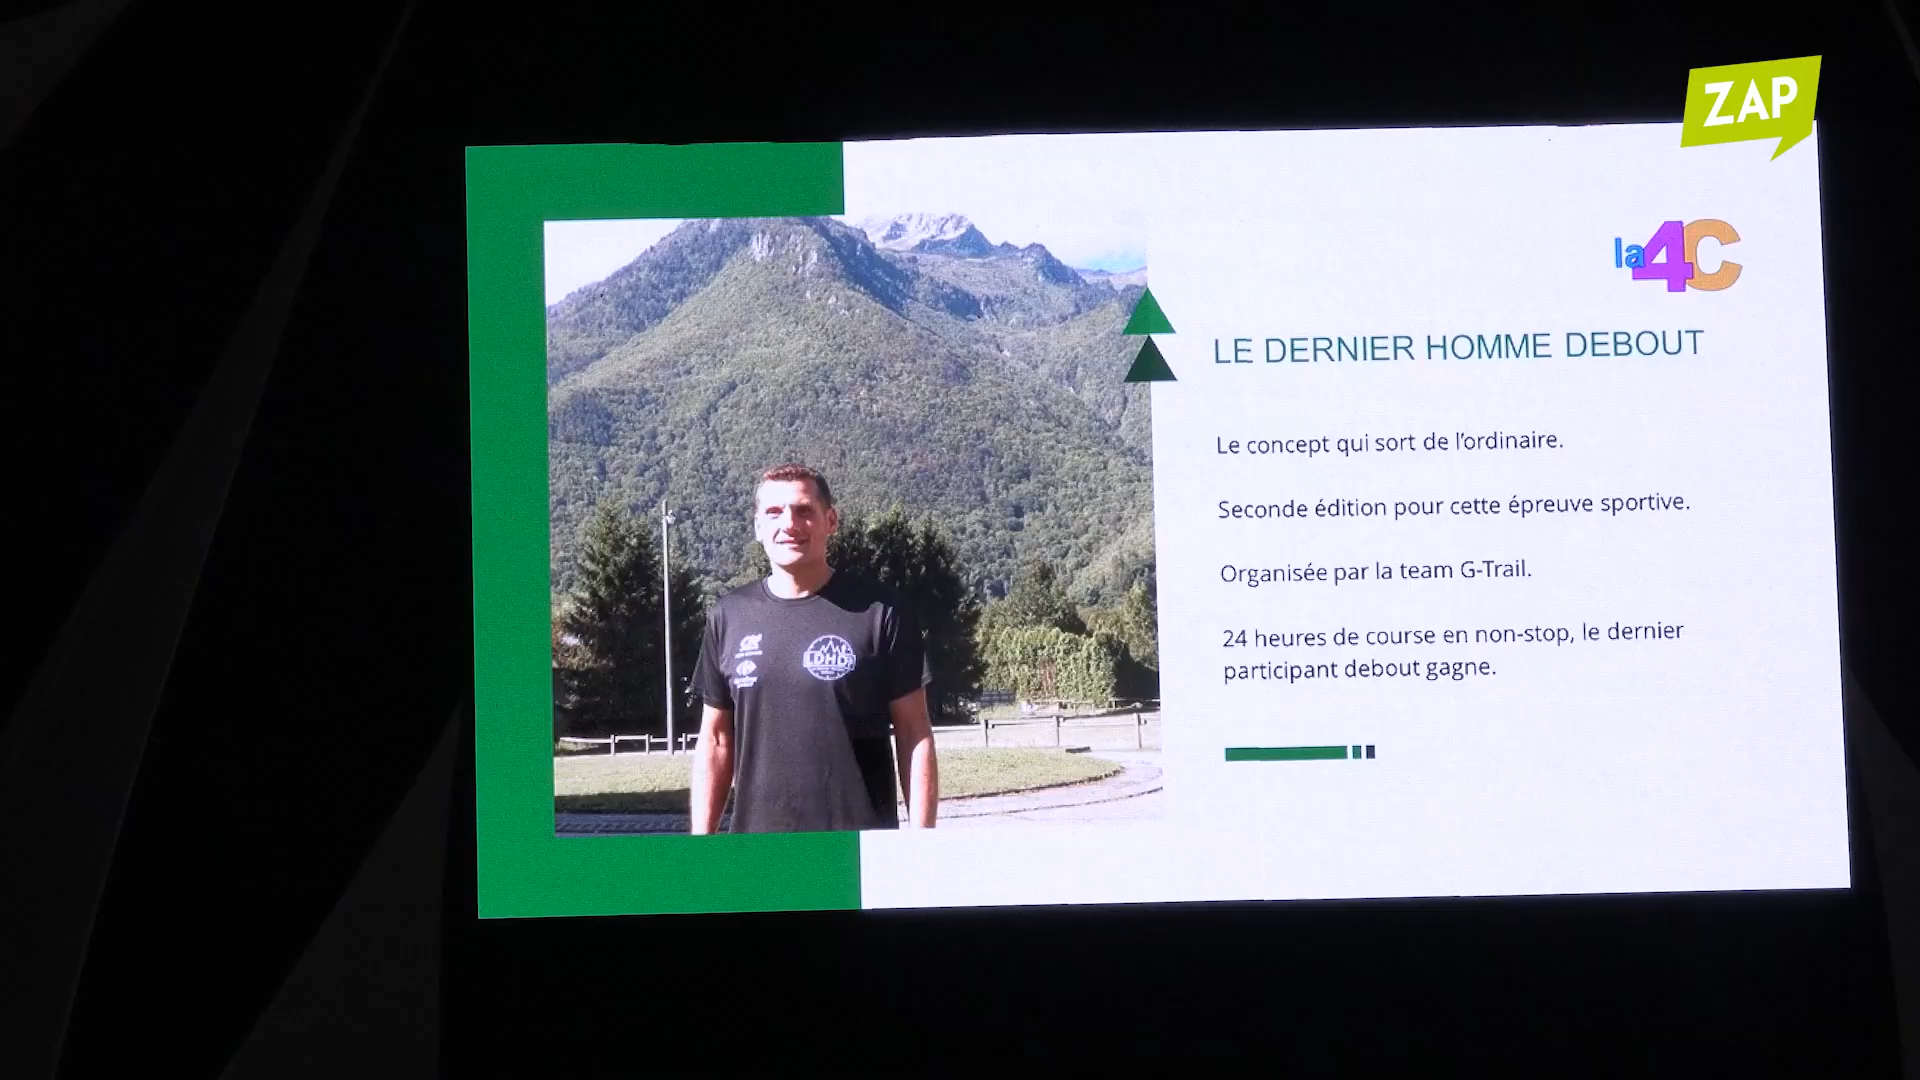 ZAP
la4C
LE DERNIER HOMME DEBOUT
Le concept qui sort de l'ordinaire.
Seconde édition pour cette épreuve sportive.
Organisée par la team G-Trail.
24 heures de course en non-stop, le dernier
participant debout gagne.
LDHD